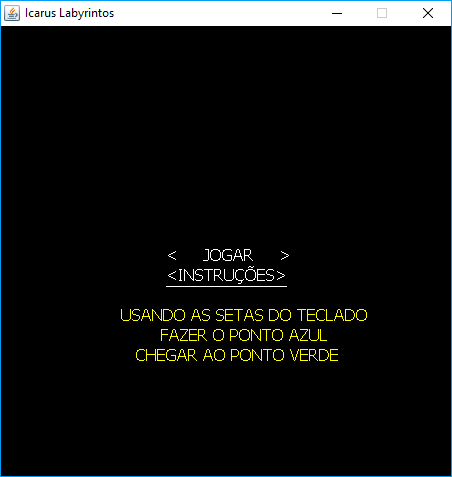 Icarus Labyrintos
< JOGAR >
<INSTRUÇÕES>
USANDO AS SETAS DO TECLADO
FAZER O PONTO AZUL
CHEGAR AO PONTO VERDE